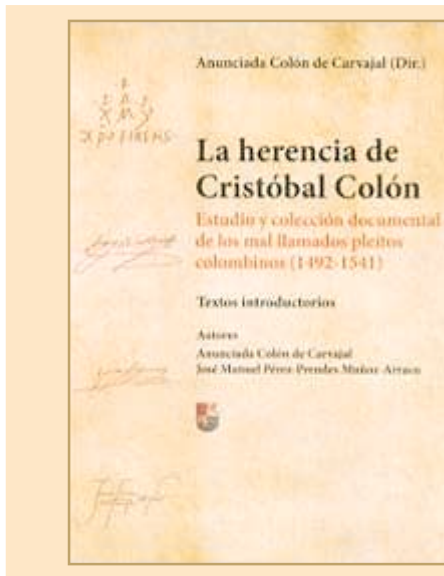 Anunciada Colón de Carvajal (Dir.)
La herencia de
Cristóbal Colón
Estudio y colección documental
de los mal llamados pleitos
colombinos (1492-1541)
Textos introductorios
Autores
Anunciada Colón de Carvajal
José Manuel Pérez-Prendes Muñoz-Arraco